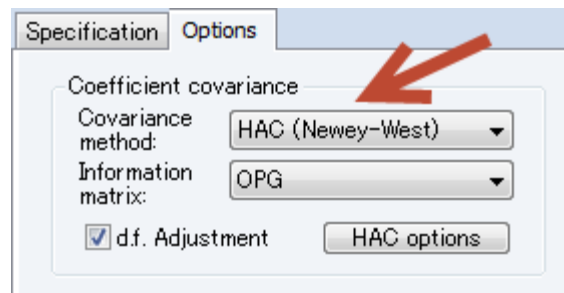 Specification Options
Coefficient covariance
Covariance
method:
HAC (Newey-West)
Information
matrix:
OPG
d.f. Adjustment HAC options